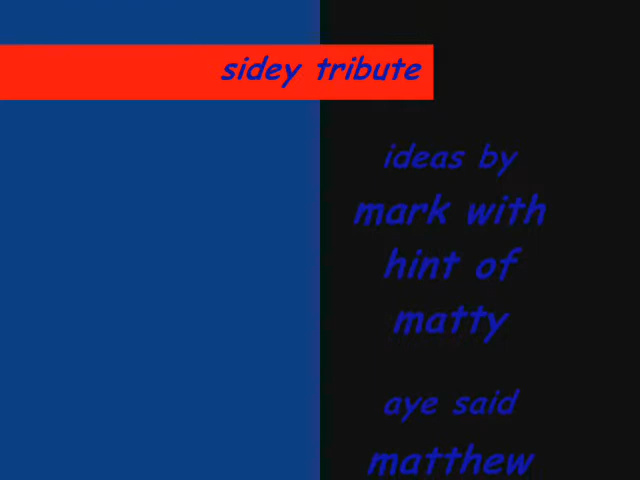 sidey tribute
ideas by
mark with
hint of
matty
aye said
matthew